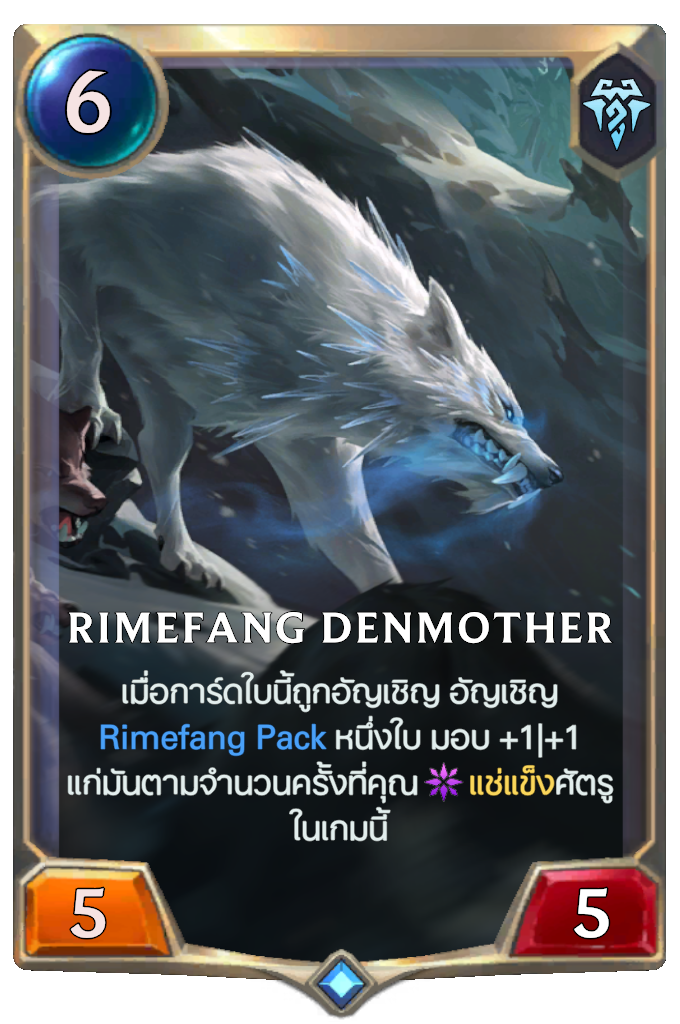 6
RIMEFANG DENMOTHER
เมื่อการ์ดใบนี้ถูกอัญเชิญ อัญเชิญ
Rimefang Pack หนึ่งใบ มอบ +1|+1
แก่มันตามจำนวนครั้งที่คุณ แช่แข็งศัตรู
ในเกมนี้
5
5